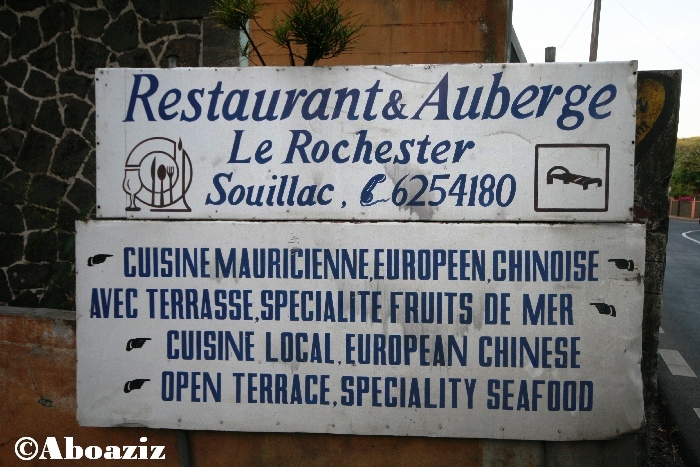 Restaurant & Auberge
Le Rochester
Souillac, 6254180
CUISINE MAURICIENNE, EUROPEEN, CHINOISE
AVEC TERRASSE, SPECIALITE FRUITS DE MER
CUISINE LOCAL, EUROPEAN CHINESE
OPEN TERRACE, SPECIALITY SEAFOOD
©Aboaziz